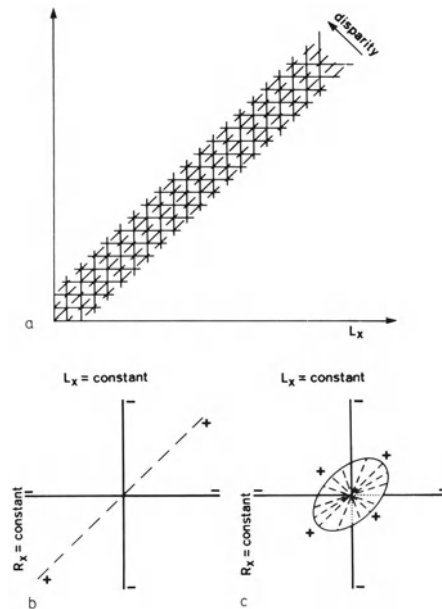 disparity
a
Lx
Lx = constant
Lx = constant
Rx = constant
Rx = constant
+
+
-
-
-
-
+
+
+
+
-
-
-
-
b
c